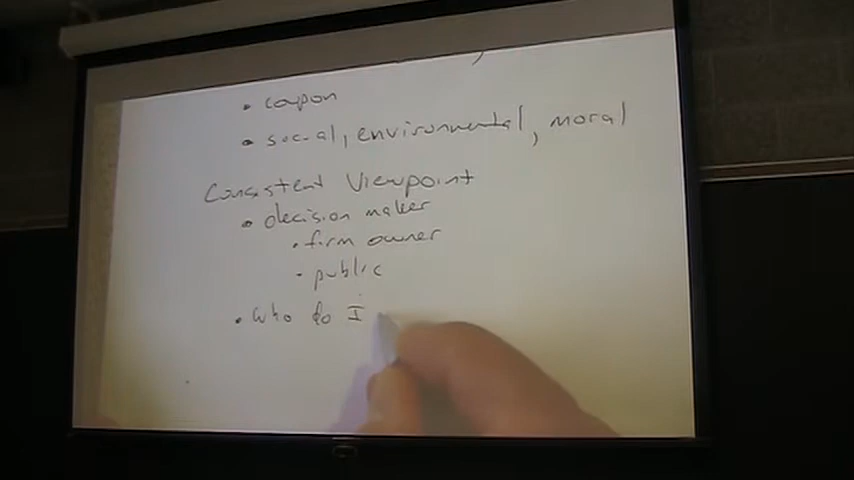 • coupon
• social, environmental, moral
Consistent Viewpoint
• decision maker
• firm owner
• public
• who do I